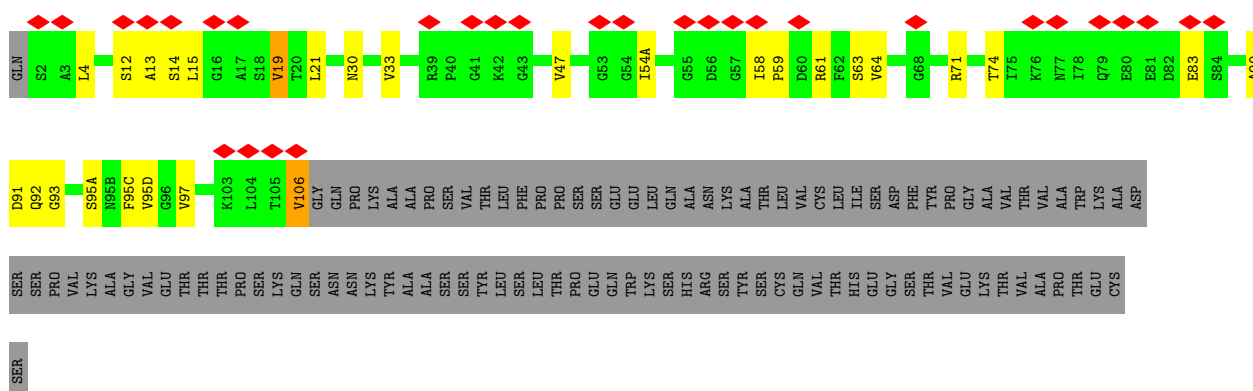 GLN S2 A3 L4 S12 A13 S14 L15 G16 A17 S18 V19 T20 L21 N30 V33 R39 P40 G41 K42 G43 V47 G53 G54 I54A G55 D56 G57 I58 P59 D60 R61 F62 S63 V64 G68 R71 T74 I75 K76 N77 I78 Q79 E80 E81 D82 E83 S84
D91 Q92 G93 S95A N95B F95C V95D G96 V97 K103 L104 T105 V106 GLY GLN PRO LYS ALA ALA PRO SER VAL THR LEU PHE PRO PRO SER SER GLU GLU LEU GLN ALA ASN LYS ALA THR LEU VAL CYS LEU ILE SER ASP PHE TYR PRO GLY ALA VAL THR VAL ALA TRP LYS ALA ASP
SER SER PRO VAL LYS ALA GLY VAL GLU THR THR THR PRO SER LYS GLN SER ASN ASN LYS TYR ALA ALA SER SER TYR LEU SER LEU THR PRO GLU GLN TRP LYS SER HIS ARG SER TYR SER CYS GLN VAL THR HIS GLU GLY SER THR VAL GLU LYS THR VAL ALA PRO THR GLU CYS
SER